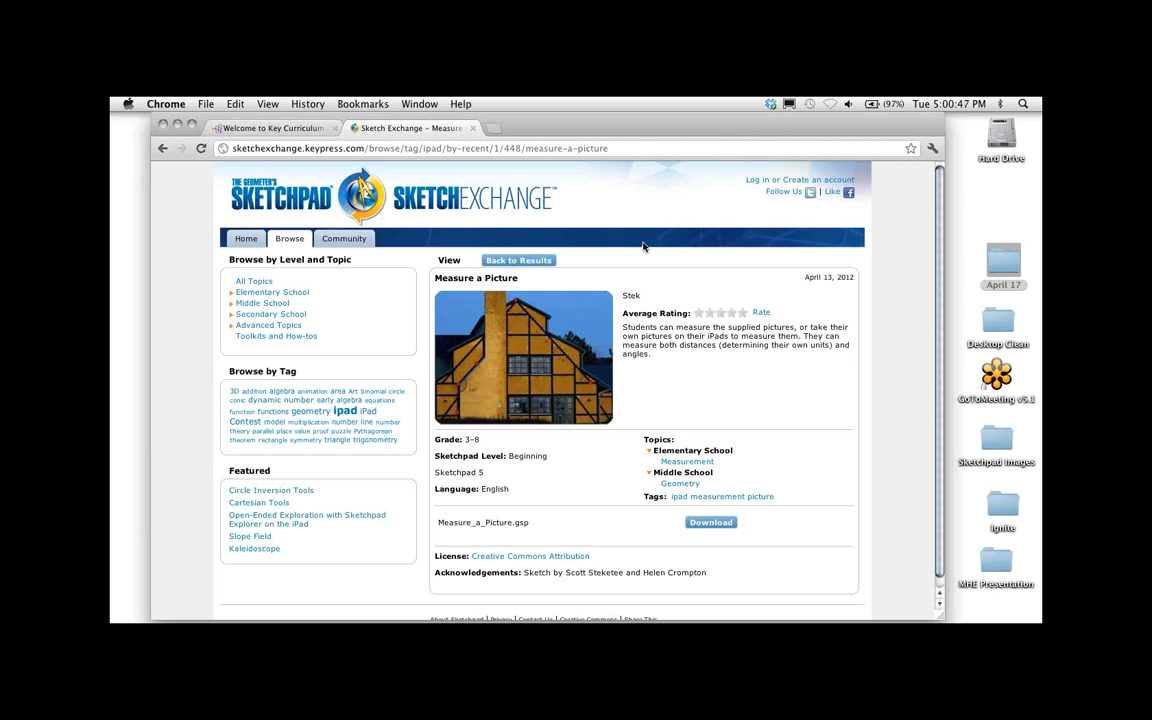 Chrome File Edit View History Bookmarks Window Help (97%) Tue 5:00:47 PM
Welcome to Key Curriculum
Sketch Exchange – Measure
sketchexchange.keypress.com/browse/tag/ipad/by-recent/1/448/measure-a-picture
THE GEOMETER'S
SKETCHPAD
SKETCHEXCHANGE™
Log in or Create an account
Follow Us | Like
Home Browse Community
Browse by Level and Topic
All Topics
Elementary School
Middle School
Secondary School
Advanced Topics
Toolkits and How-tos
Browse by Tag
3D addition algebra animation area Art binomial circle
conic dynamic number early algebra equations
function functions geometry ipad iPad
Contest model multiplication number line number
theory parallel place value proof puzzle Pythagorean
theorem rectangle symmetry triangle trigonometry
Featured
Circle Inversion Tools
Cartesian Tools
Open-Ended Exploration with Sketchpad
Explorer on the iPad
Slope Field
Kaleidoscope
View Back to Results
Measure a Picture
April 13, 2012
Stek
Average Rating: Rate
Students can measure the supplied pictures, or take their
own pictures on their iPads to measure them. They can
measure both distances (determining their own units) and
angles.
Grade: 3-8
Sketchpad Level: Beginning
Sketchpad 5
Language: English
Topics:
Elementary School
Measurement
Middle School
Geometry
Tags: ipad measurement picture
Measure_a_Picture.gsp
Download
License: Creative Commons Attribution
Acknowledgements: Sketch by Scott Steketee and Helen Crompton
About Sketchpad | Privacy | Contact Us | Creative Commons | Share This
Hard Drive
April 17
Desktop Clean
GoToMeeting v5.1
Sketchpad Images
Ignite
MHE Presentation